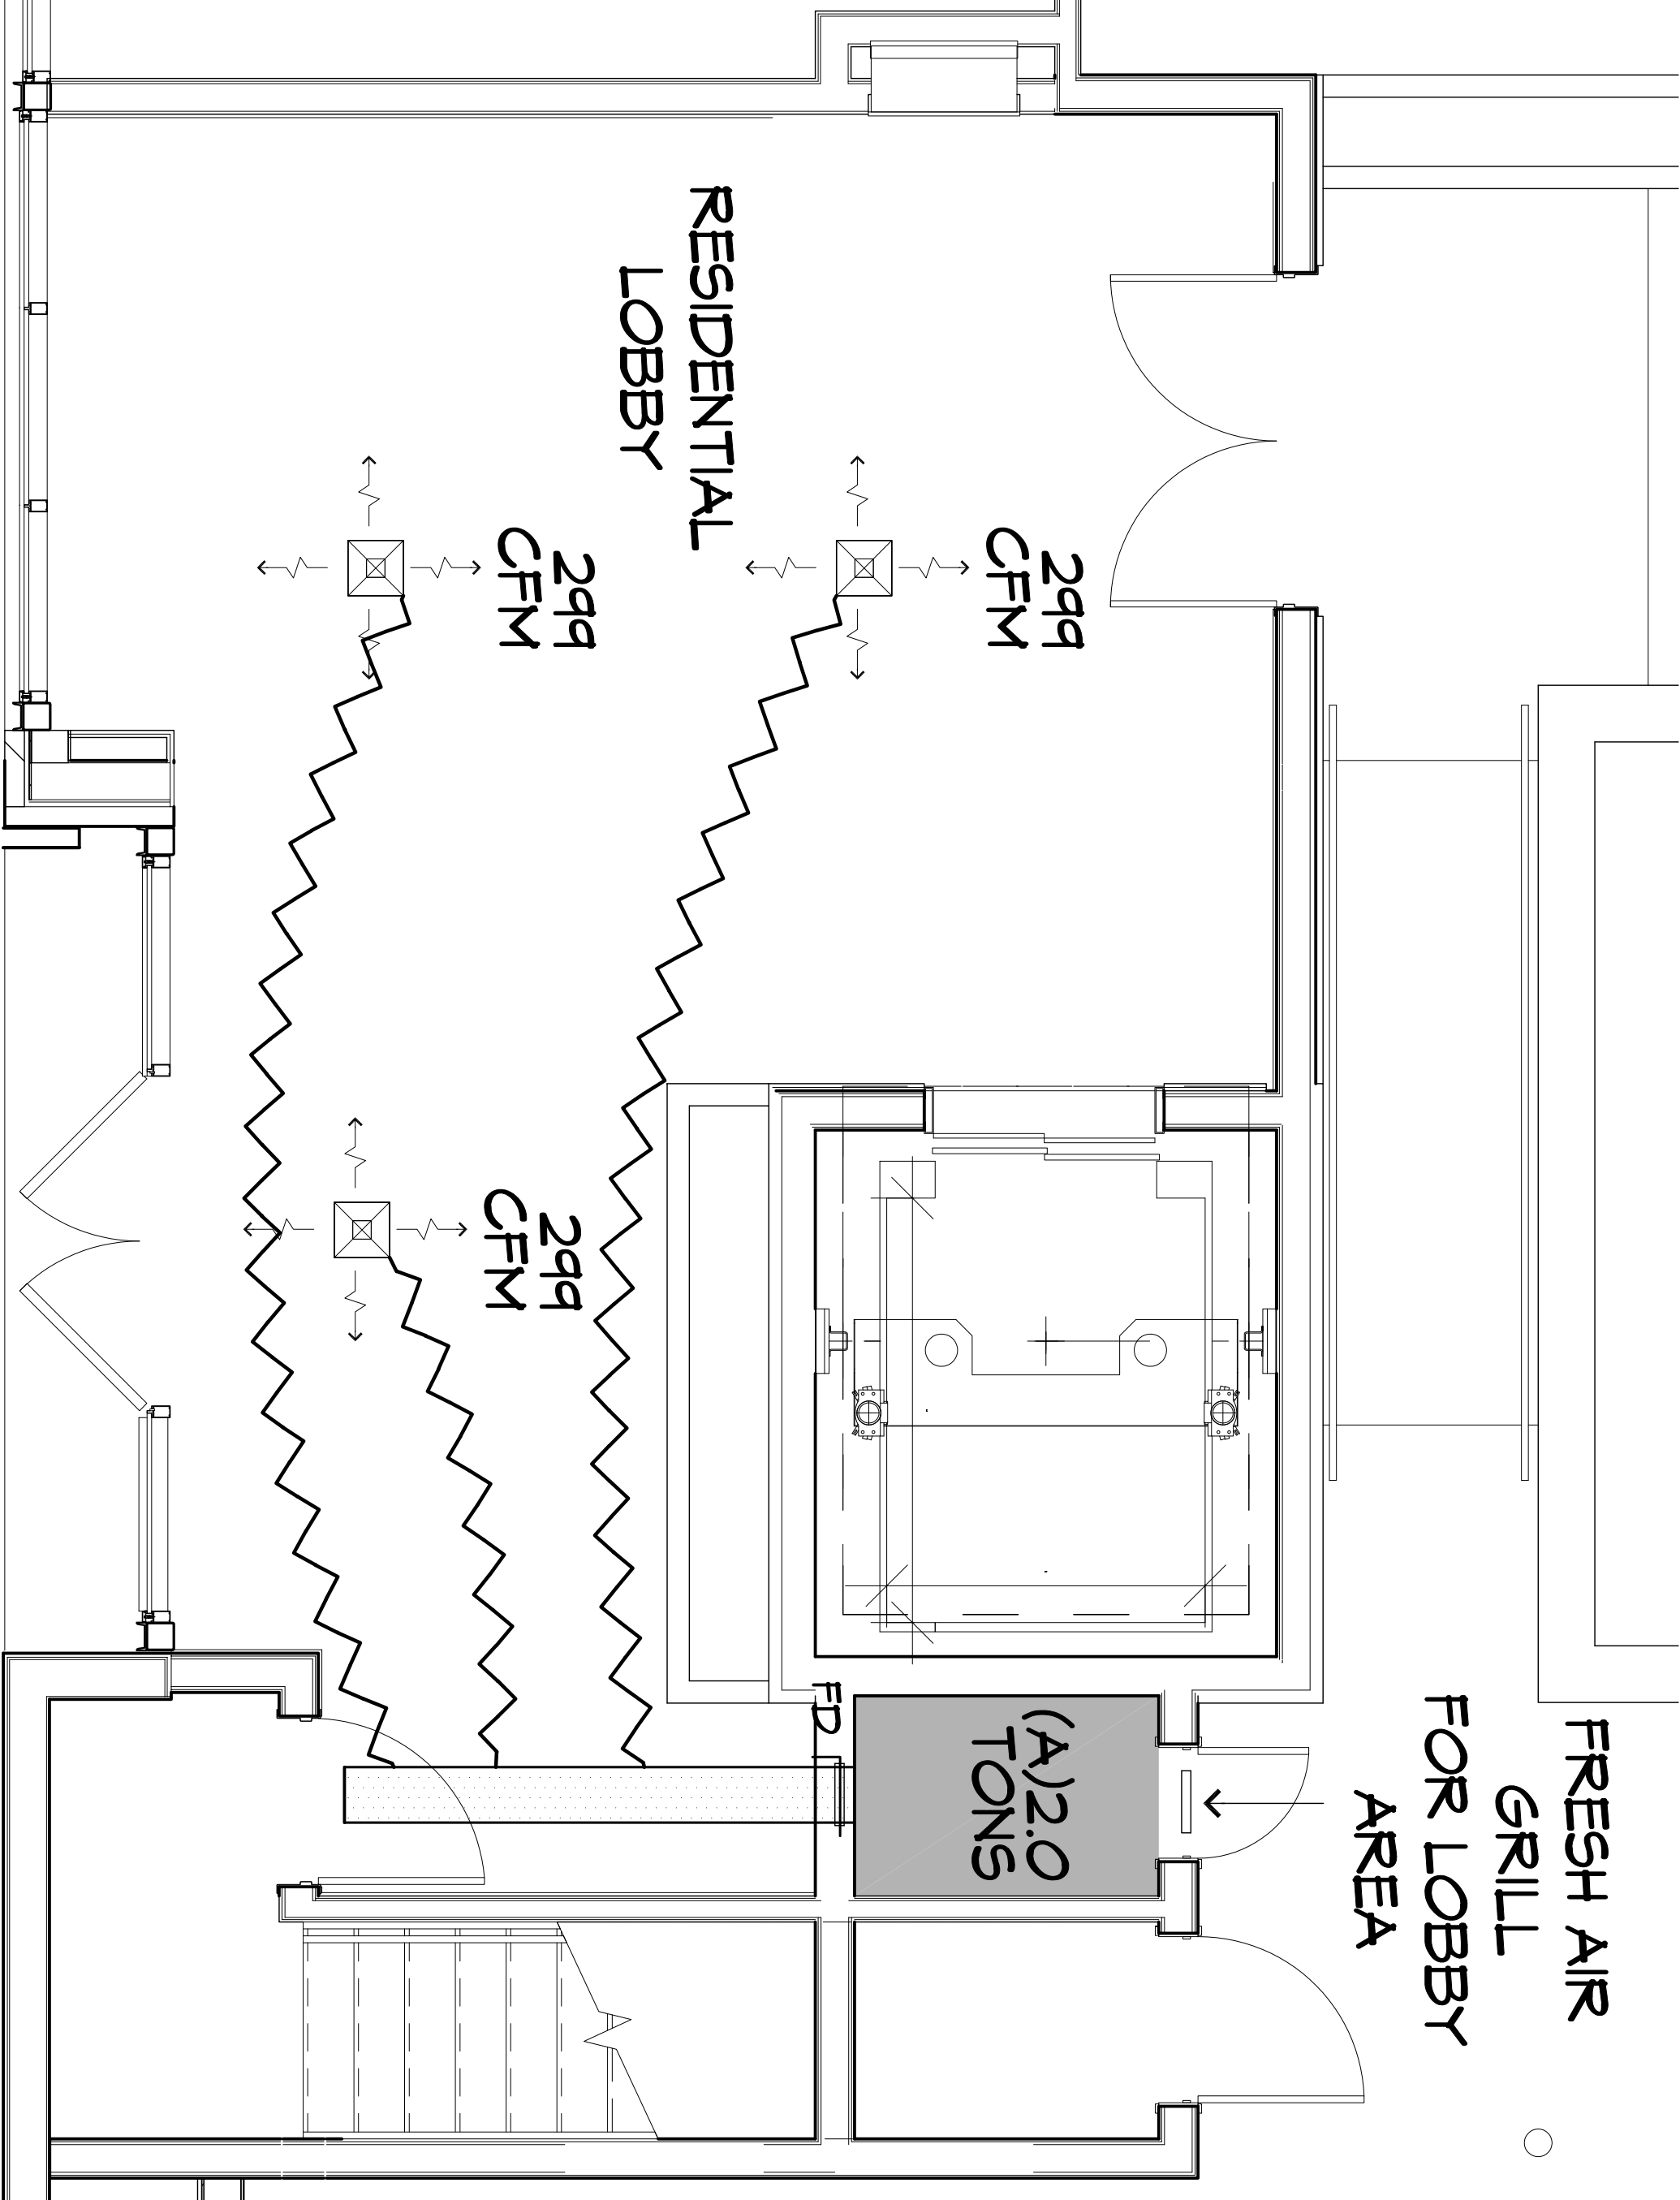 RESIDENTIAL
LOBBY
299
CFM
299
CFM
299
CFM
FD
(A)2.0
TONS
FRESH AIR
GRILL
FOR LOBBY
AREA